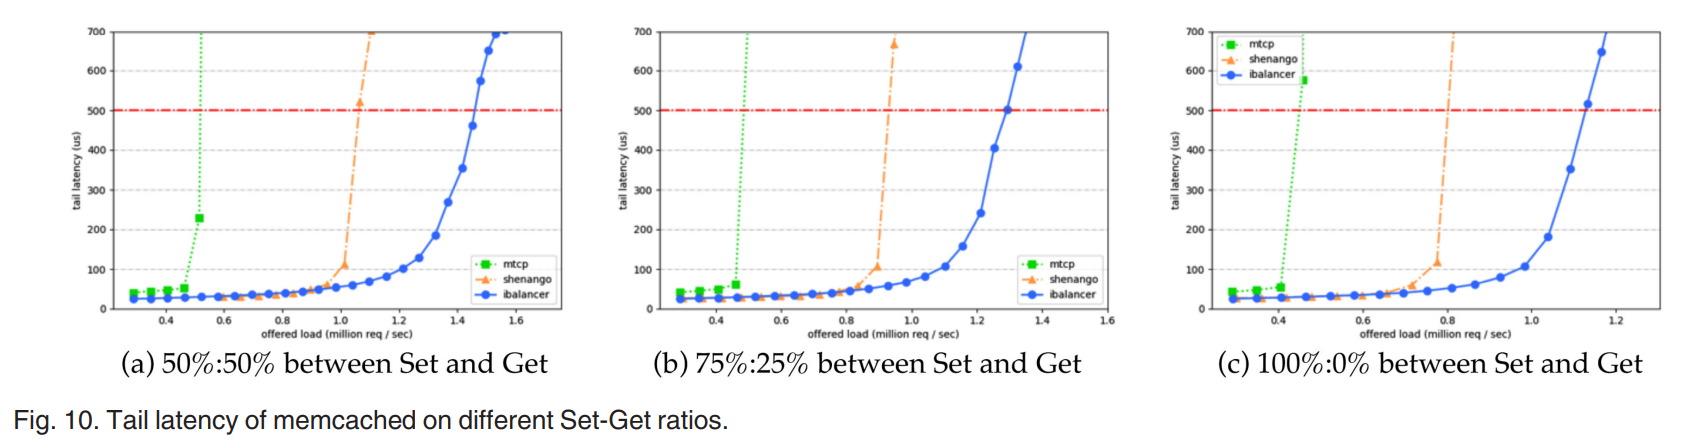 700
600
500
400
300
200
100
0
tail latency (us)
0.4 0.6 0.8 1.0 1.2 1.4 1.6
offered load (million req / sec)
mtcp
shenango
ibalancer
(a) 50%:50% between Set and Get
700
600
500
400
300
200
100
0
tail latency (us)
0.4 0.6 0.8 1.0 1.2 1.4 1.6
offered load (million req / sec)
mtcp
shenango
ibalancer
(b) 75%:25% between Set and Get
700
600
500
400
300
200
100
0
tail latency (us)
0.4 0.6 0.8 1.0 1.2
offered load (million req / sec)
mtcp
shenango
ibalancer
(c) 100%:0% between Set and Get
Fig. 10. Tail latency of memcached on different Set-Get ratios.